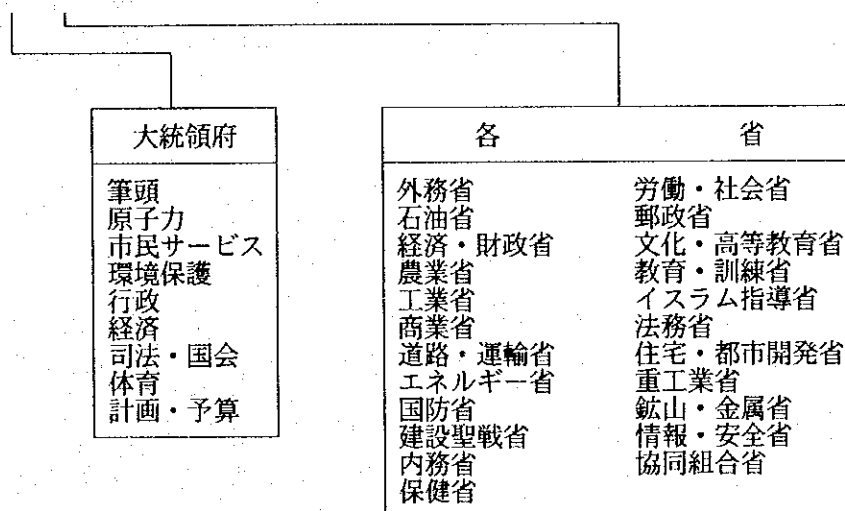 大統領府
筆頭
原子力
市民サービス
環境保護
行政
経済
司法・国会
体育
計画・予算
各省
外務省
石油省
経済・財政省
農業省
工業省
商業省
道路・運輸省
エネルギー省
国防省
建設聖戦省
内務省
保健省
労働・社会省
郵政省
文化・高等教育省
教育・訓練省
イスラム指導省
法務省
住宅・都市開発省
重工業省
鉱山・金属省
情報・安全省
協同組合省